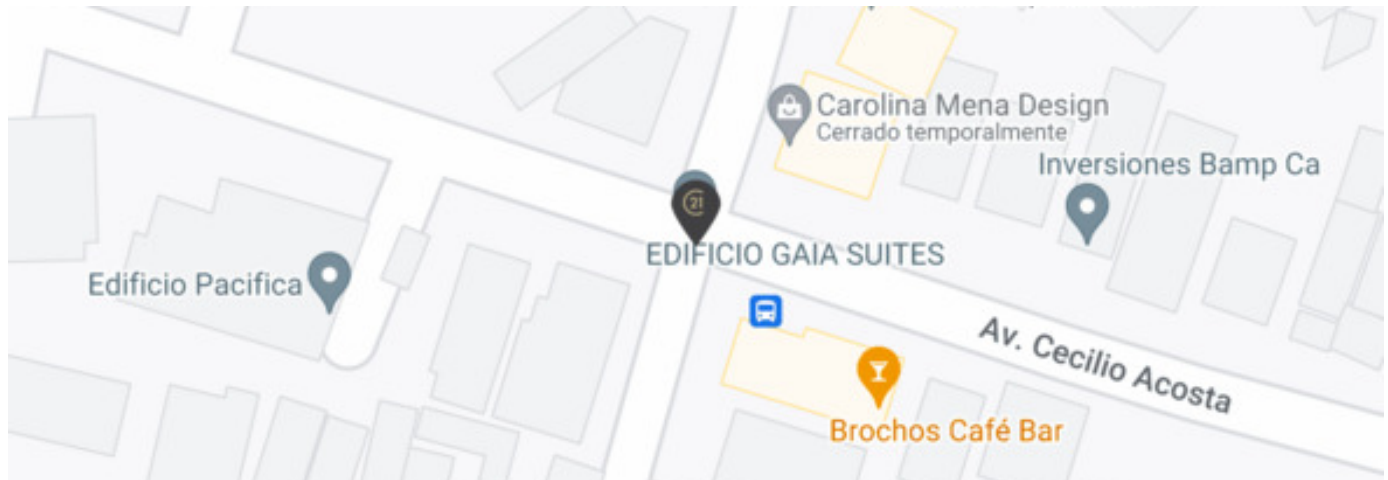 Carolina Mena Design
Cerrado temporalmente
Inversiones Bamp Ca
21
EDIFICIO GAIA SUITES
Edificio Pacifica
Av. Cecilio Acosta
Brochos Café Bar